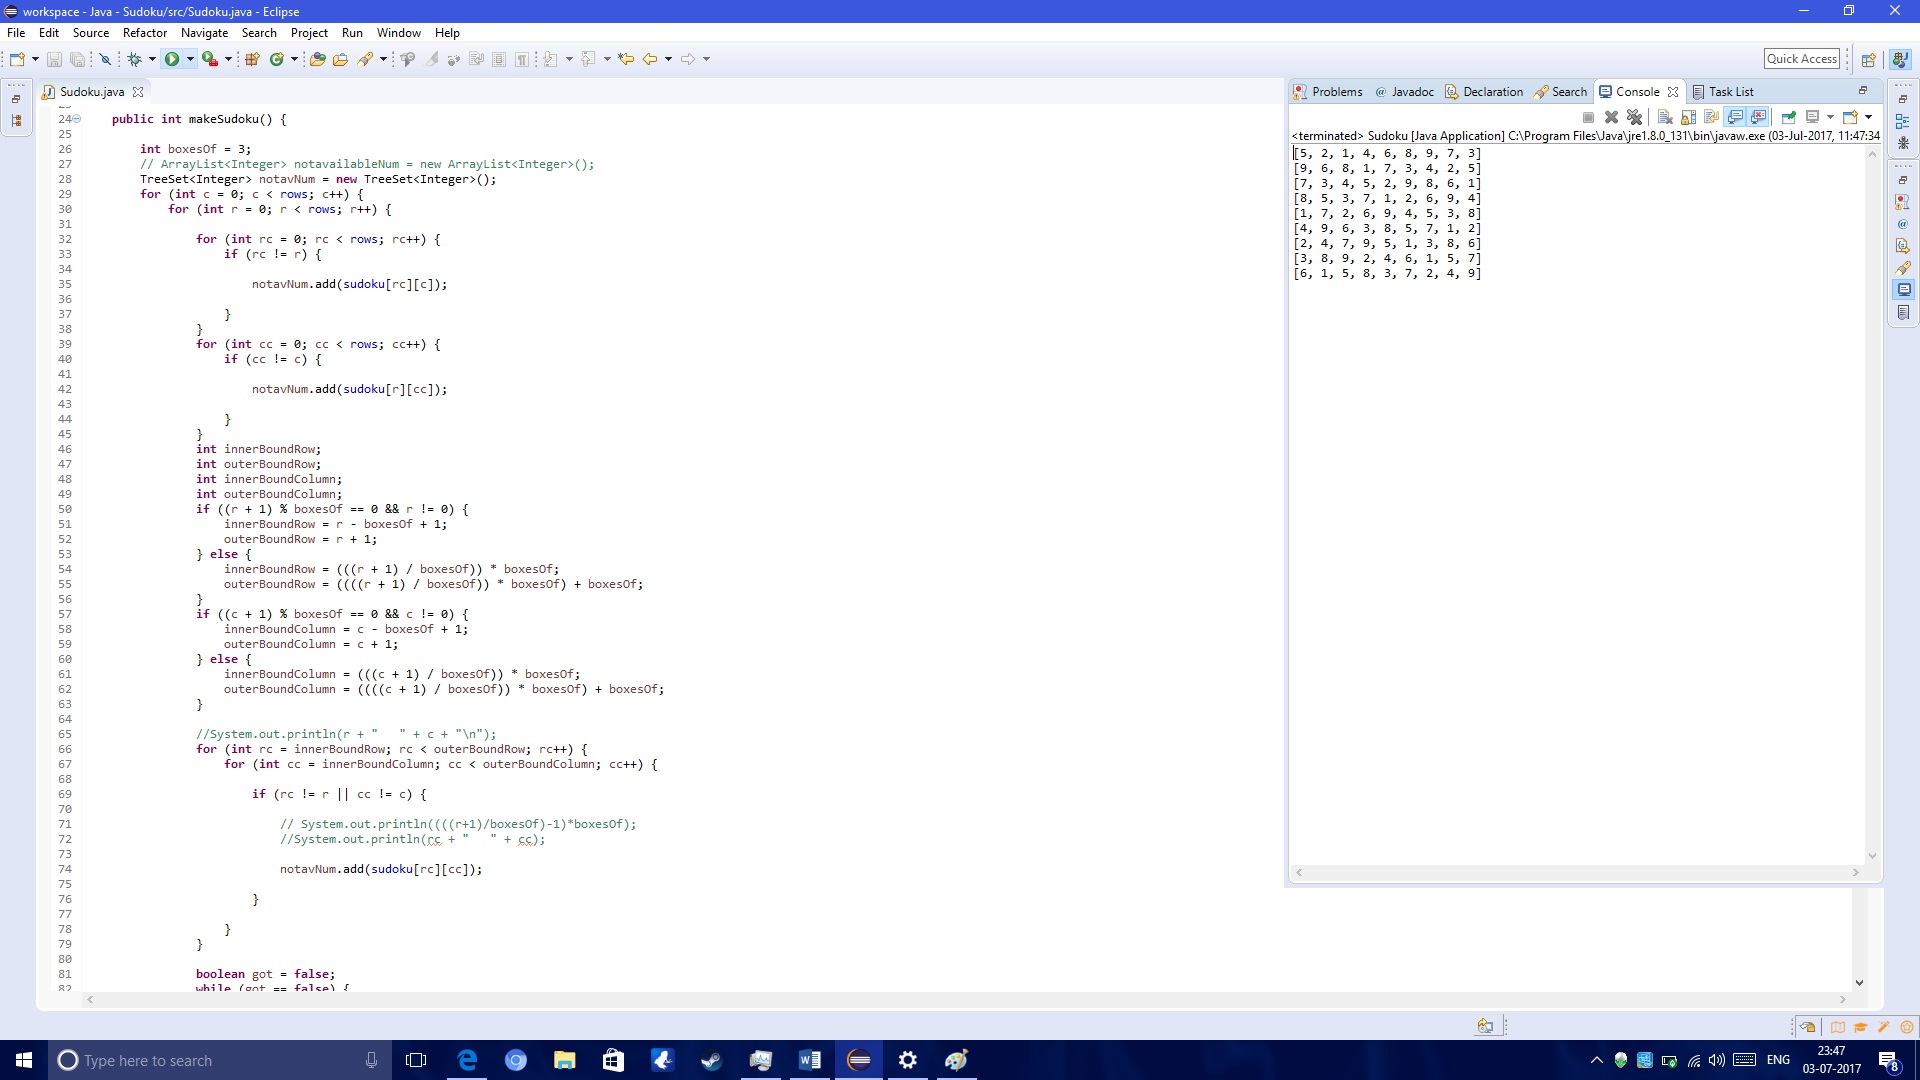 workspace - Java - Sudoku/src/Sudoku.java - Eclipse
File Edit Source Refactor Navigate Search Project Run Window Help
Quick Access
Sudoku.java
24 public int makeSudoku() {
25
26 int boxesOf = 3;
27 // ArrayList<Integer> notavailableNum = new ArrayList<Integer>();
28 TreeSet<Integer> notavNum = new TreeSet<Integer>();
29 for (int c = 0; c < rows; c++) {
30 for (int r = 0; r < rows; r++) {
31
32 for (int rc = 0; rc < rows; rc++) {
33 if (rc != r) {
34
35 notavNum.add(sudoku[rc][c]);
36
37 }
38 }
39 for (int cc = 0; cc < rows; cc++) {
40 if (cc != c) {
41
42 notavNum.add(sudoku[r][cc]);
43
44 }
45 }
46 int innerBoundRow;
47 int outerBoundRow;
48 int innerBoundColumn;
49 int outerBoundColumn;
50 if ((r + 1) % boxesOf == 0 && r != 0) {
51 innerBoundRow = r - boxesOf + 1;
52 outerBoundRow = r + 1;
53 } else {
54 innerBoundRow = (((r + 1) / boxesOf)) * boxesOf;
55 outerBoundRow = ((((r + 1) / boxesOf)) * boxesOf) + boxesOf;
56 }
57 if ((c + 1) % boxesOf == 0 && c != 0) {
58 innerBoundColumn = c - boxesOf + 1;
59 outerBoundColumn = c + 1;
60 } else {
61 innerBoundColumn = (((c + 1) / boxesOf)) * boxesOf;
62 outerBoundColumn = ((((c + 1) / boxesOf)) * boxesOf) + boxesOf;
63 }
64
65 //System.out.println(r + "   " + c + "\n");
66 for (int rc = innerBoundRow; rc < outerBoundRow; rc++) {
67 for (int cc = innerBoundColumn; cc < outerBoundColumn; cc++) {
68
69 if (rc != r || cc != c) {
70
71 // System.out.println((((r+1)/boxesOf)-1)*boxesOf);
72 //System.out.println(rc + "   " + cc);
73
74 notavNum.add(sudoku[rc][cc]);
75
76 }
77
78 }
79 }
80
81 boolean got = false;
82 while (got == false) {
Problems Javadoc Declaration Search Console Task List
<terminated> Sudoku [Java Application] C:\Program Files\Java\jre1.8.0_131\bin\javaw.exe (03-Jul-2017, 11:47:34
[5, 2, 1, 4, 6, 8, 9, 7, 3]
[9, 6, 8, 1, 7, 3, 4, 2, 5]
[7, 3, 4, 5, 2, 9, 8, 6, 1]
[8, 5, 3, 7, 1, 2, 6, 9, 4]
[1, 7, 2, 6, 9, 4, 5, 3, 8]
[4, 9, 6, 3, 8, 5, 7, 1, 2]
[2, 4, 7, 9, 5, 1, 3, 8, 6]
[3, 8, 9, 2, 4, 6, 1, 5, 7]
[6, 1, 5, 8, 3, 7, 2, 4, 9]
Type here to search
ENG
23:47
03-07-2017
8